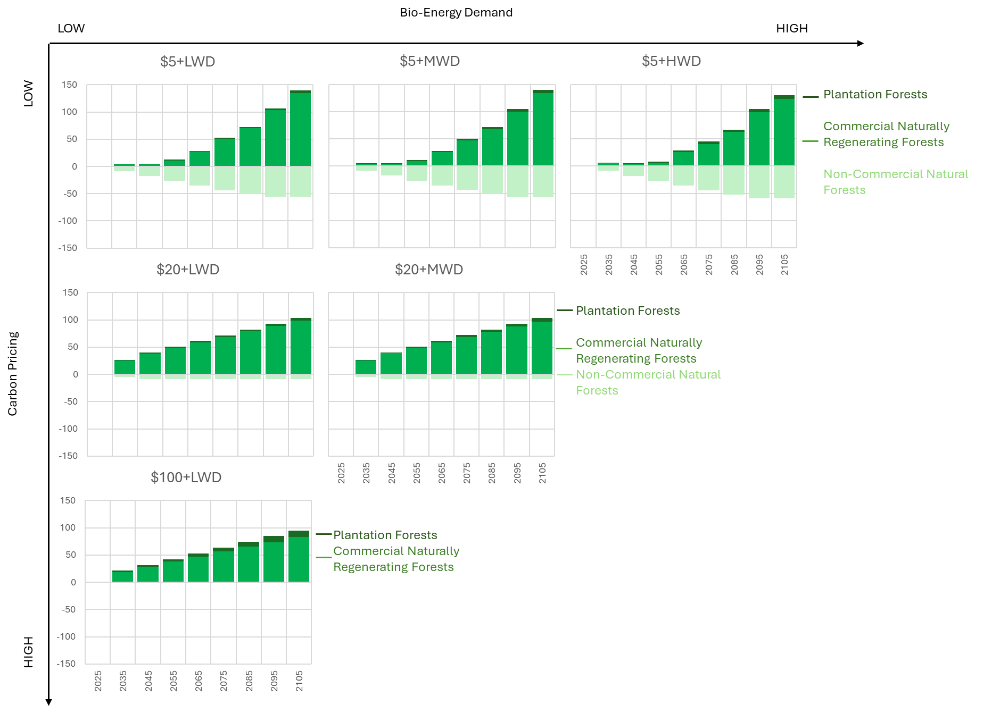 Bio-Energy Demand
LOW
HIGH
$5+LWD
$5+MWD
$5+HWD
LOW
150
100
50
0
-50
-100
-150
Plantation Forests
Commercial Naturally
Regenerating Forests
Non-Commercial Natural
Forests
2025 2035 2045 2055 2065 2075 2085 2095 2105
$20+LWD
$20+MWD
150
100
50
0
-50
-100
-150
Plantation Forests
Commercial Naturally
Regenerating Forests
Non-Commercial Natural
Forests
2025 2035 2045 2055 2065 2075 2085 2095 2105
Carbon Pricing
$100+LWD
150
100
50
0
-50
-100
-150
Plantation Forests
Commercial Naturally
Regenerating Forests
HIGH
2025 2035 2045 2055 2065 2075 2085 2095 2105